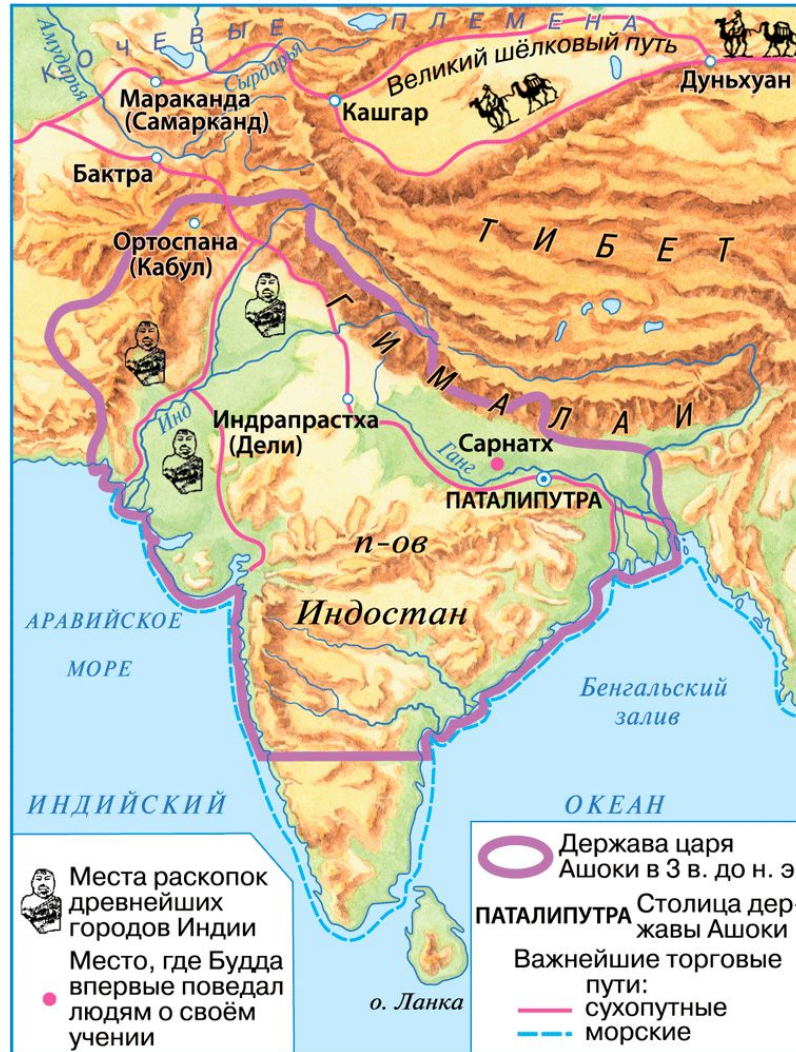 КОЧЕВЫЕ ПЛЕМЕНА
Амударья
Сырдарья
Великий шёлковый путь
Дуньхуан
Мараканда
(Самарканд)
Кашгар
Бактра
Ортоспана
(Кабул)
ТИБЕТ
ГИМАЛАИ
Инд
Индрапрастха
(Дели)
Ганг
Сарнатх
ПАТАЛИПУТРА
п-ов
Индостан
АРАВИЙСКОЕ
МОРЕ
Бенгальский
залив
ИНДИЙСКИЙ ОКЕАН
о. Ланка
Места раскопок
древнейших
городов Индии
Место, где Будда
впервые поведал
людям о своём
учении
Держава царя
Ашоки в 3 в. до н. э
ПАТАЛИПУТРА Столица дер-
жавы Ашоки
Важнейшие торговые
пути:
сухопутные
морские